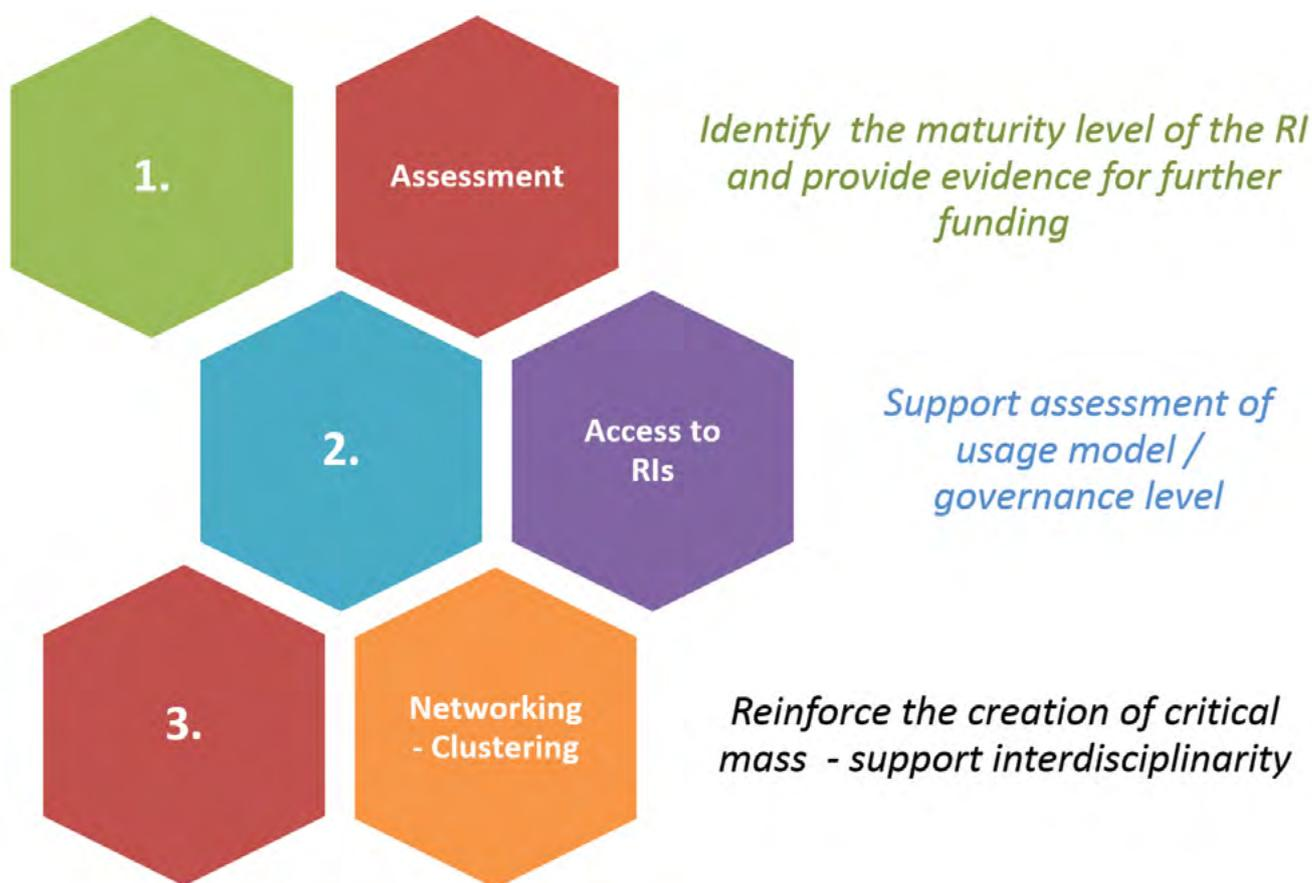 1.
Assessment
Identify the maturity level of the RI
and provide evidence for further
funding
2.
Access to
RIs
Support assessment of
usage model /
governance level
3.
Networking
- Clustering
Reinforce the creation of critical
mass - support interdisciplinarity